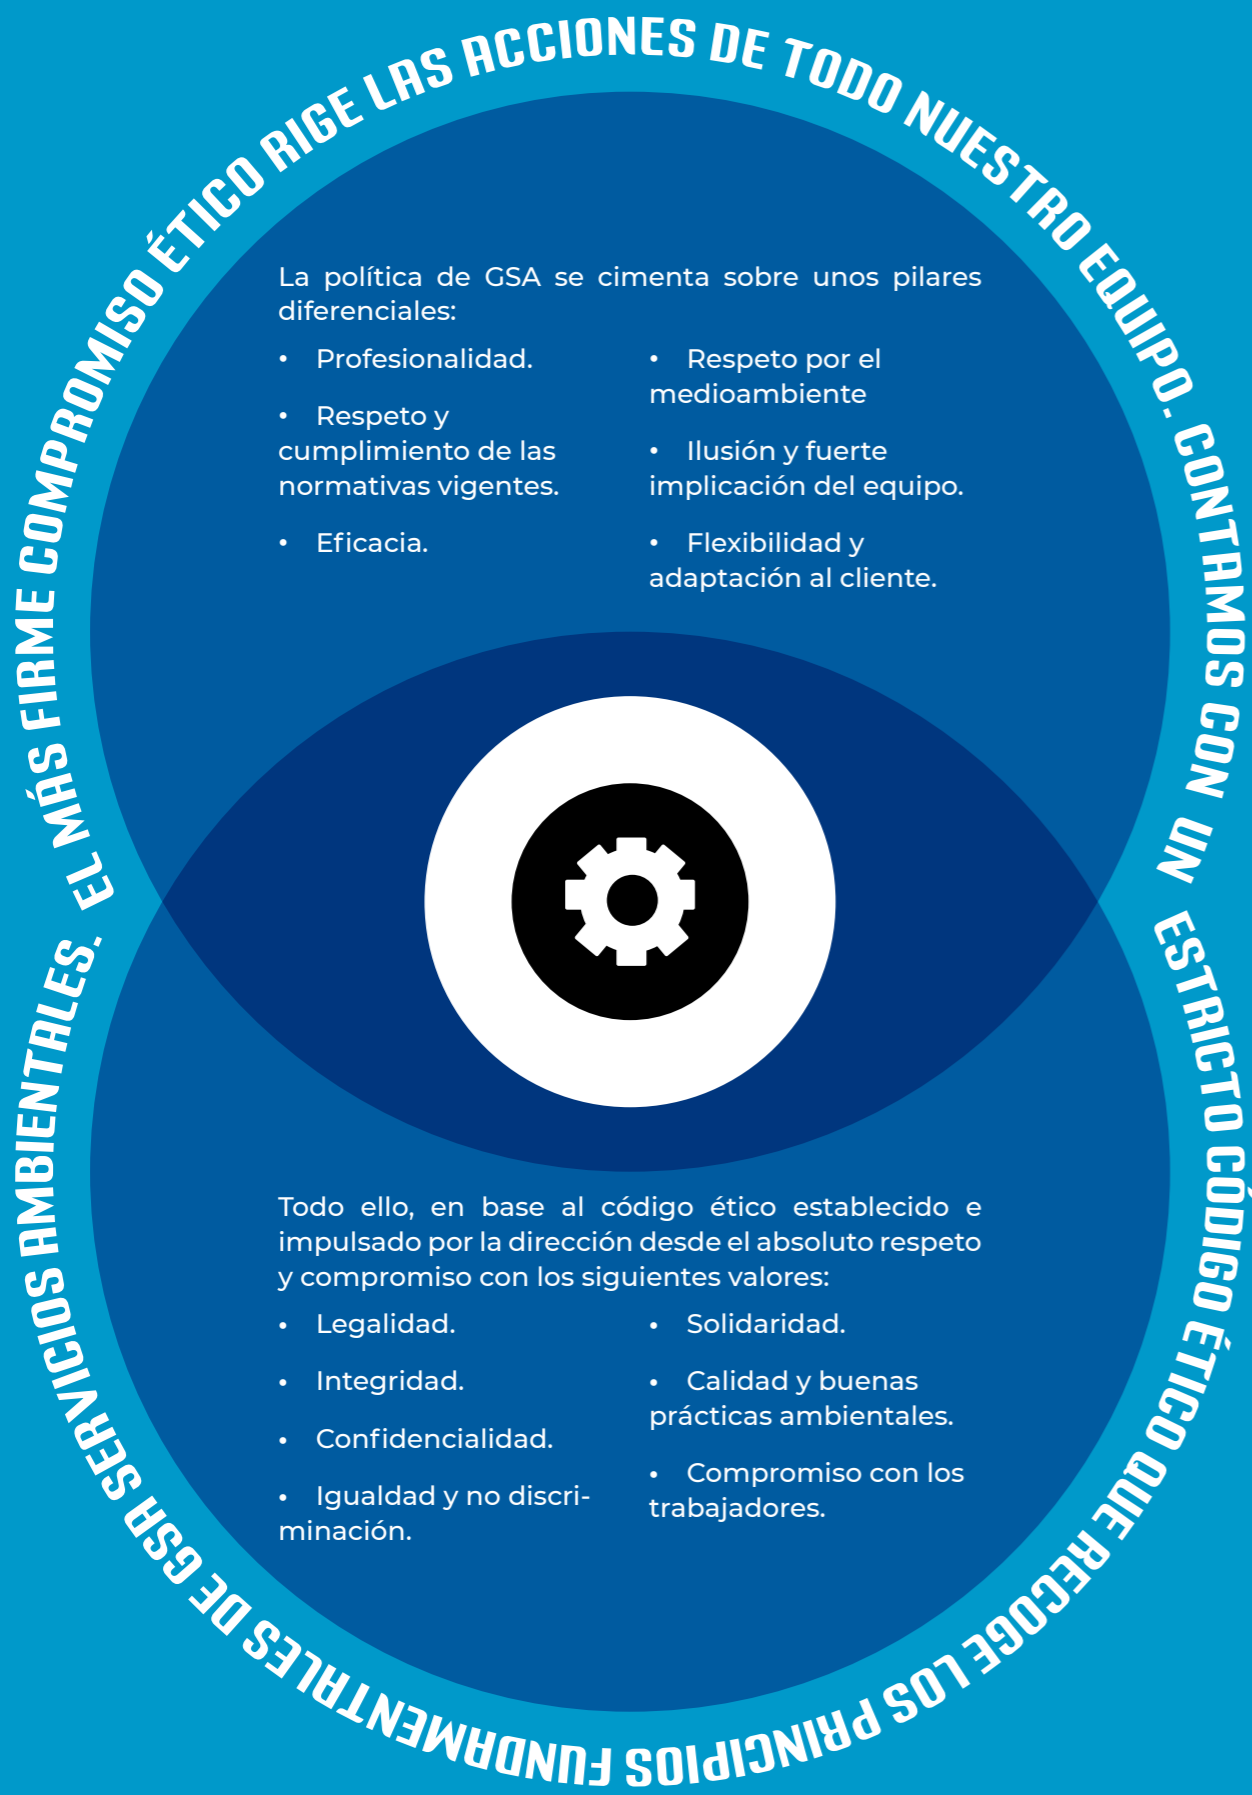 EL MÁS FIRME COMPROMISO ÉTICO RIGE LAS ACCIONES DE TODO NUESTRO EQUIPO. CONTAMOS CON UN ESTRICTO CÓDIGO ÉTICO QUE RECOGE LOS PRINCIPIOS FUNDAMENTALES DE GSA SERVICIOS AMBIENTALES.
La política de GSA se cimenta sobre unos pilares
diferenciales:
• Profesionalidad.
• Respeto y
cumplimiento de las
normativas vigentes.
• Eficacia.
• Respeto por el
medioambiente
• Ilusión y fuerte
implicación del equipo.
• Flexibilidad y
adaptación al cliente.
Todo ello, en base al código ético establecido e
impulsado por la dirección desde el absoluto respeto
y compromiso con los siguientes valores:
• Legalidad.
• Integridad.
• Confidencialidad.
• Igualdad y no discri-
minación.
• Solidaridad.
• Calidad y buenas
prácticas ambientales.
• Compromiso con los
trabajadores.